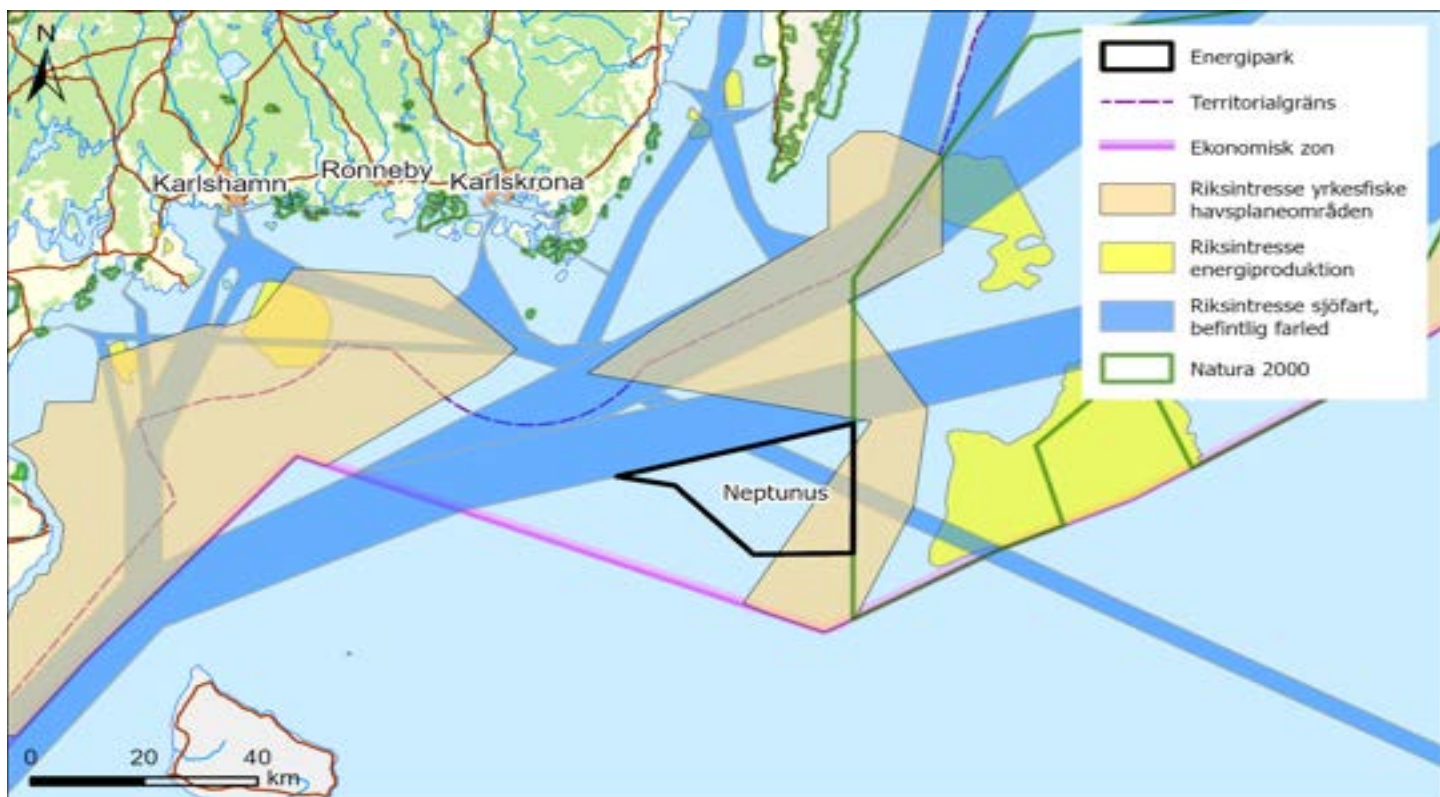 N
Karlshamn
Ronneby
Karlskrona
Neptunus
0 20 40
km
Energipark
Territorialgräns
Ekonomisk zon
Riksintresse yrkesfiske
havsplaneområden
Riksintresse
energiproduktion
Riksintresse sjöfart,
befintlig farled
Natura 2000